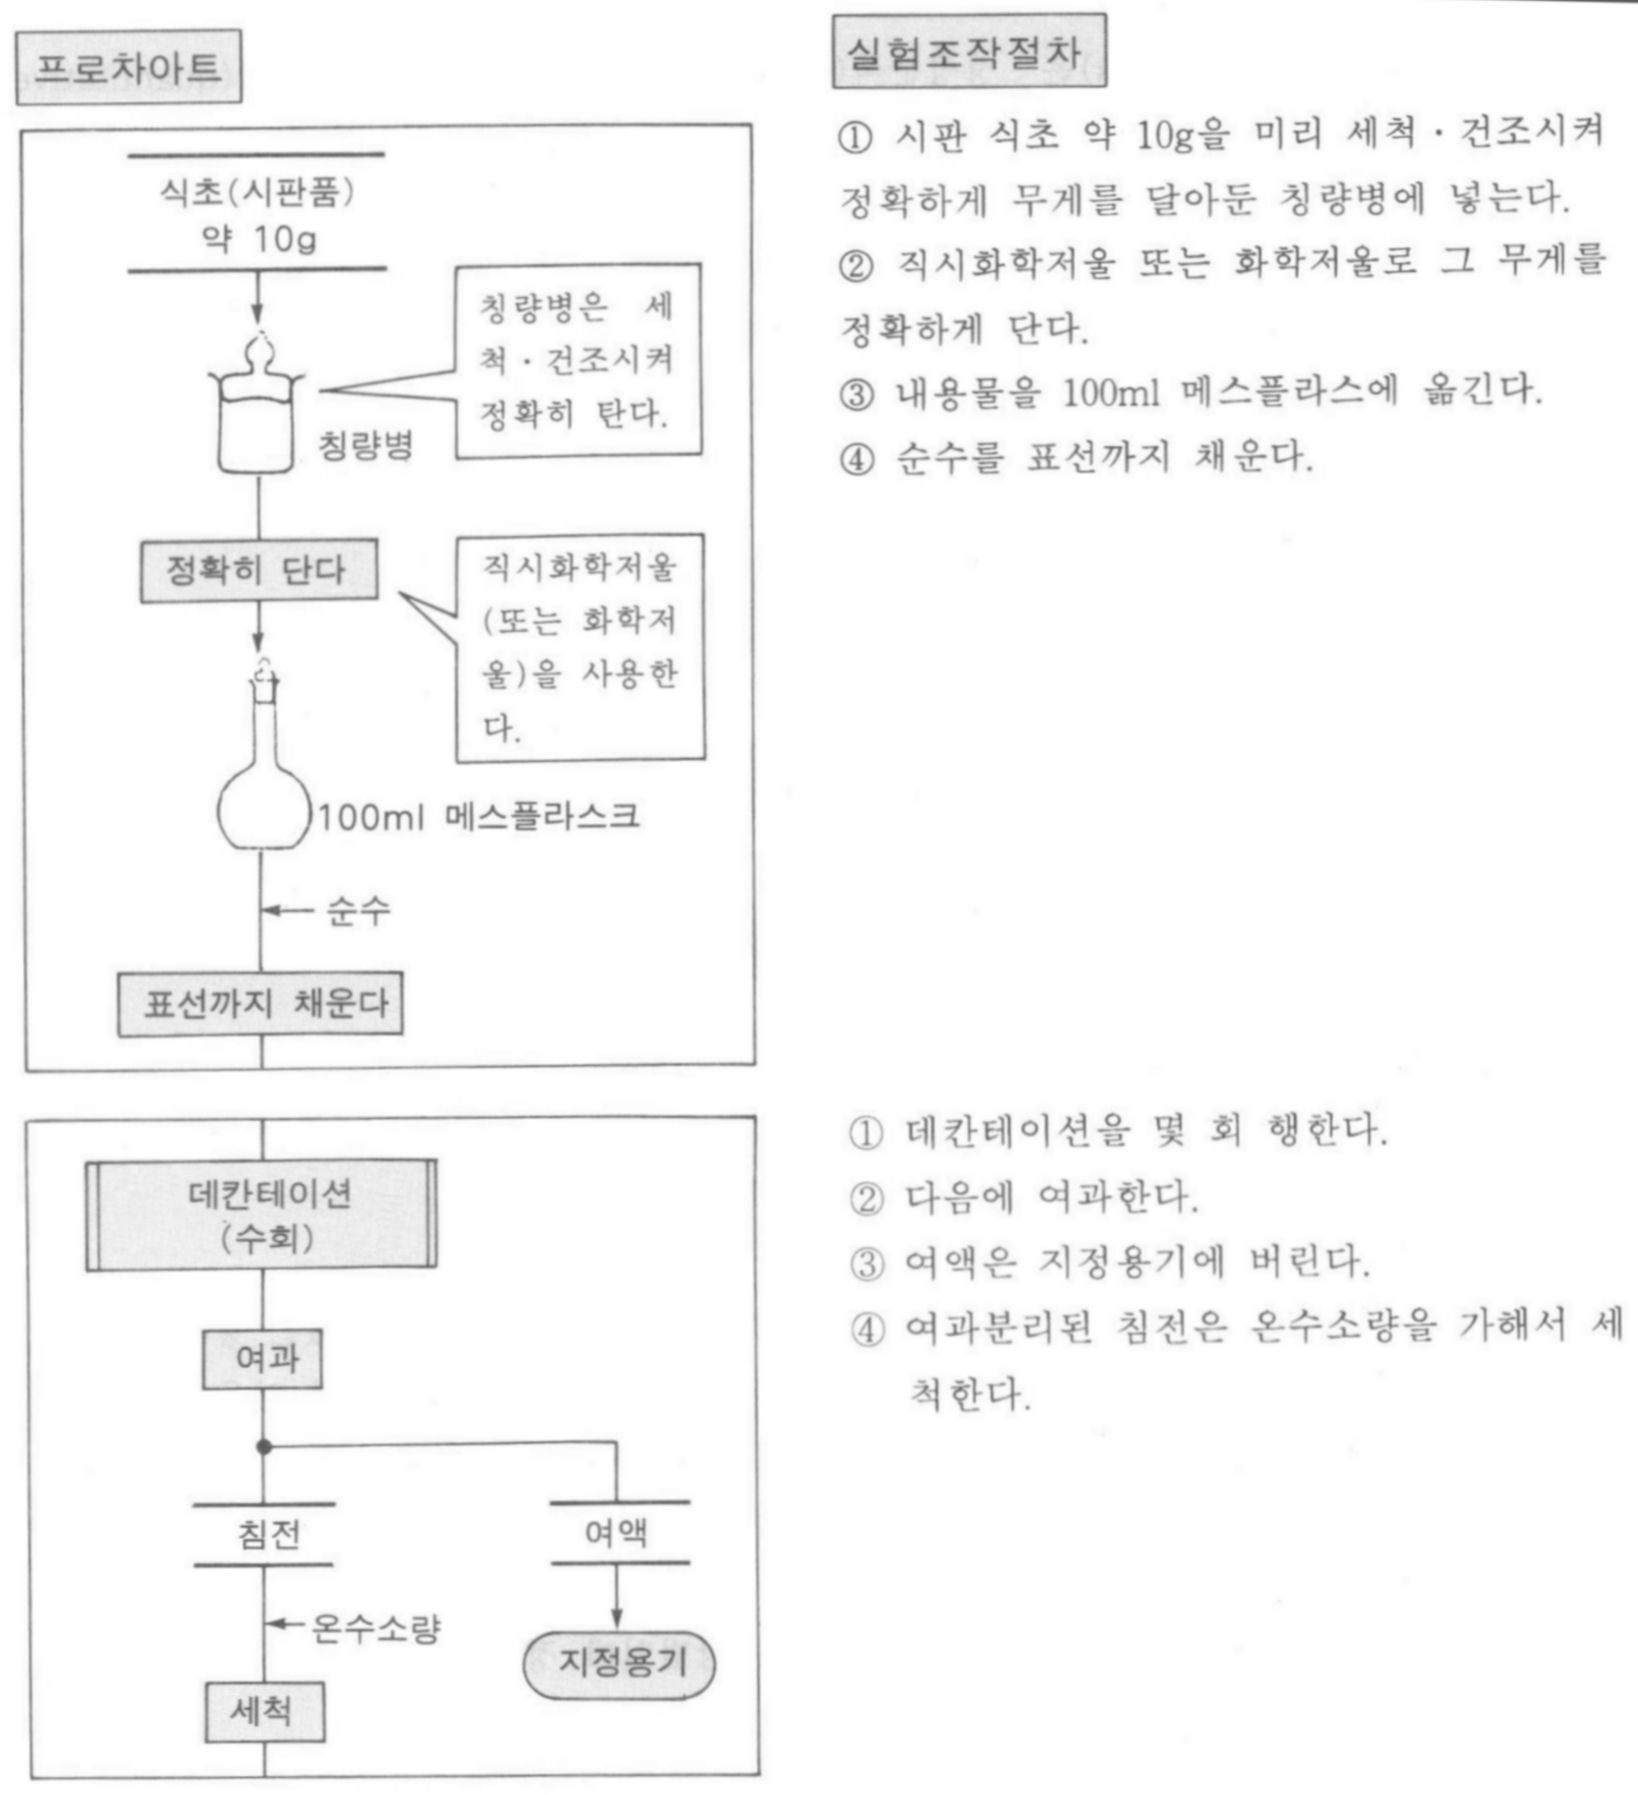 프로차아트
식초(시판품)
약 10g
칭량병은 세
척·건조시켜
정확히 탄다.
칭량병
정확히 단다
직시화학저울
(또는 화학저
울)을 사용한
다.
100ml 메스플라스크
순수
표선까지 채운다
실험조작절차
① 시판 식초 약 10g을 미리 세척·건조시켜
정확하게 무게를 달아둔 칭량병에 넣는다.
② 직시화학저울 또는 화학저울로 그 무게를
정확하게 단다.
③ 내용물을 100ml 메스플라스에 옮긴다.
④ 순수를 표선까지 채운다.
데칸테이션
(수회)
여과
침전
여액
온수소량
지정용기
세척
① 데칸테이션을 몇 회 행한다.
② 다음에 여과한다.
③ 여액은 지정용기에 버린다.
④ 여과분리된 침전은 온수소량을 가해서 세
척한다.